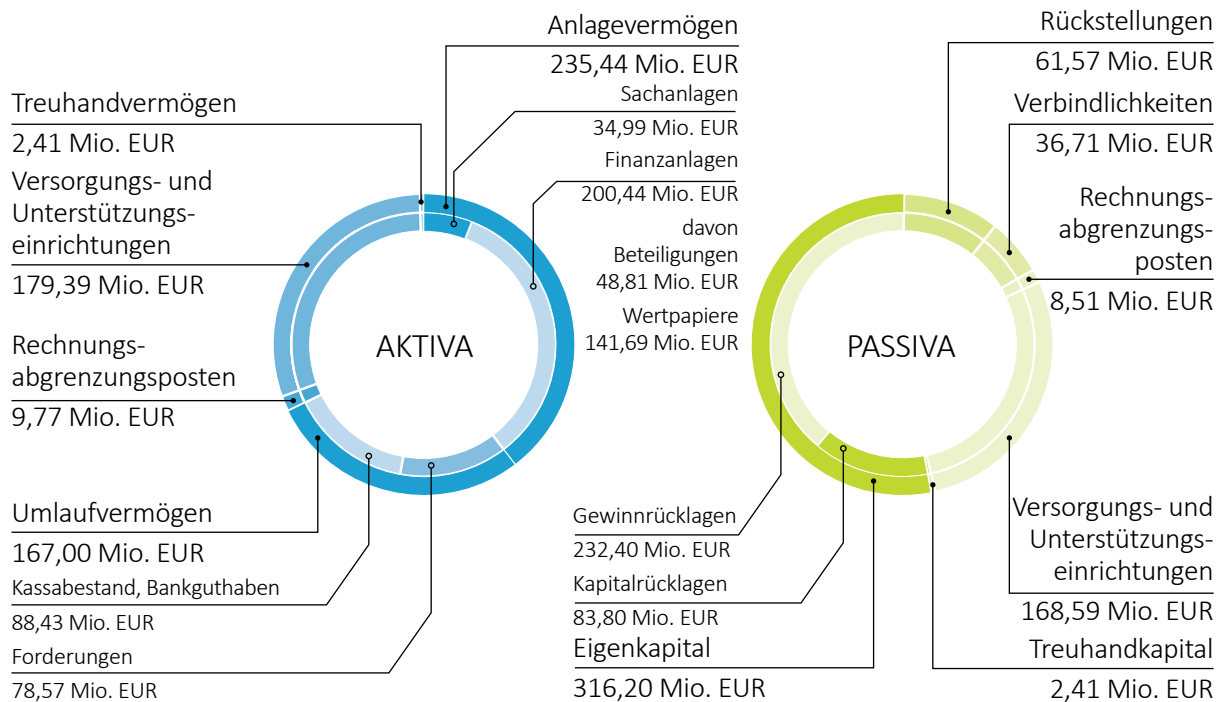 Anlagevermögen
235,44 Mio. EUR
Sachanlagen
34,99 Mio. EUR
Finanzanlagen
200,44 Mio. EUR
davon
Beteiligungen
48,81 Mio. EUR
Wertpapiere
141,69 Mio. EUR
Treuhandvermögen
2,41 Mio. EUR
Versorgungs- und
Unterstützungs-
einrichtungen
179,39 Mio. EUR
Rechnungs-
abgrenzungsposten
9,77 Mio. EUR
Umlaufvermögen
167,00 Mio. EUR
Kassabestand, Bankguthaben
88,43 Mio. EUR
Forderungen
78,57 Mio. EUR
AKTIVA
PASSIVA
Rückstellungen
61,57 Mio. EUR
Verbindlichkeiten
36,71 Mio. EUR
Rechnungs-
abgrenzungs-
posten
8,51 Mio. EUR
Versorgungs- und
Unterstützungs-
einrichtungen
168,59 Mio. EUR
Treuhandkapital
2,41 Mio. EUR
Gewinnrücklagen
232,40 Mio. EUR
Kapitalrücklagen
83,80 Mio. EUR
Eigenkapital
316,20 Mio. EUR